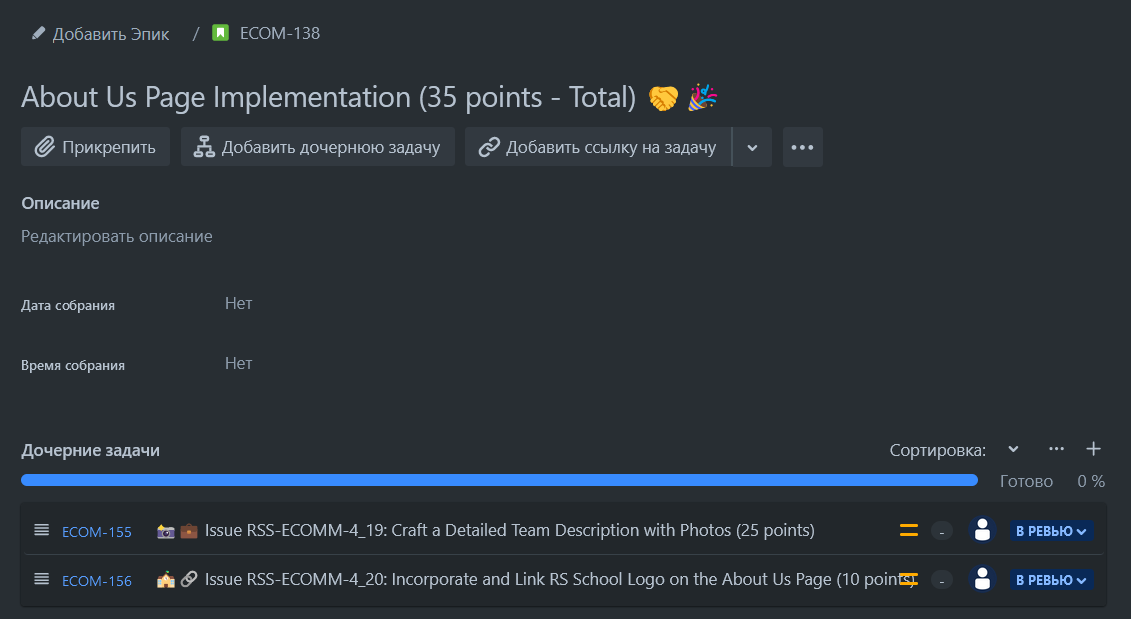 Добавить Эпик / ECOM-138
About Us Page Implementation (35 points - Total) 🤝 🎉
Прикрепить Добавить дочернюю задачу Добавить ссылку на задачу
Описание
Редактировать описание
Дата собрания Нет
Время собрания Нет
Дочерние задачи Сортировка:
Готово 0 %
ECOM-155 📸 💼 Issue RSS-ECOMM-4_19: Craft a Detailed Team Description with Photos (25 points) - В РЕВЬЮ
ECOM-156 🏫 🔗 Issue RSS-ECOMM-4_20: Incorporate and Link RS School Logo on the About Us Page (10 points) - В РЕВЬЮ